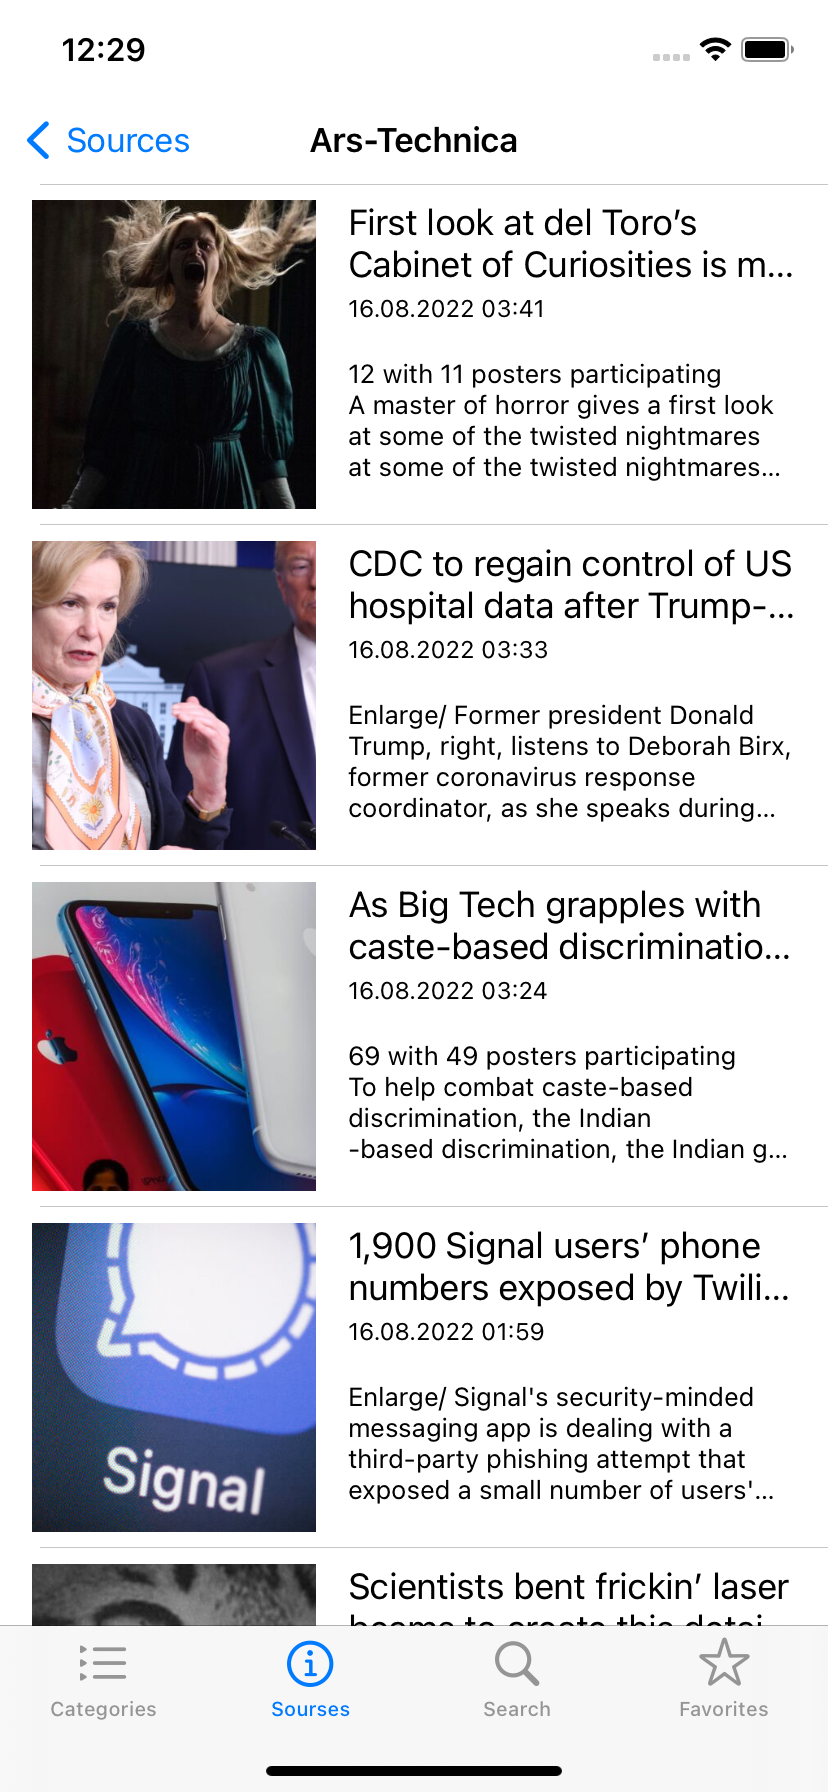 12:29
Sources
Ars-Technica
First look at del Toro’s
Cabinet of Curiosities is m...
16.08.2022 03:41
12 with 11 posters participating
A master of horror gives a first look
at some of the twisted nightmares
at some of the twisted nightmares...
CDC to regain control of US
hospital data after Trump-...
16.08.2022 03:33
Enlarge/ Former president Donald
Trump, right, listens to Deborah Birx,
former coronavirus response
coordinator, as she speaks during...
As Big Tech grapples with
caste-based discriminatio...
16.08.2022 03:24
69 with 49 posters participating
To help combat caste-based
discrimination, the Indian
-based discrimination, the Indian g...
1,900 Signal users’ phone
numbers exposed by Twili...
16.08.2022 01:59
Enlarge/ Signal's security-minded
messaging app is dealing with a
third-party phishing attempt that
exposed a small number of users'...
Signal
Scientists bent frickin’ laser
beams to create this detai
Categories
Sourses
Search
Favorites